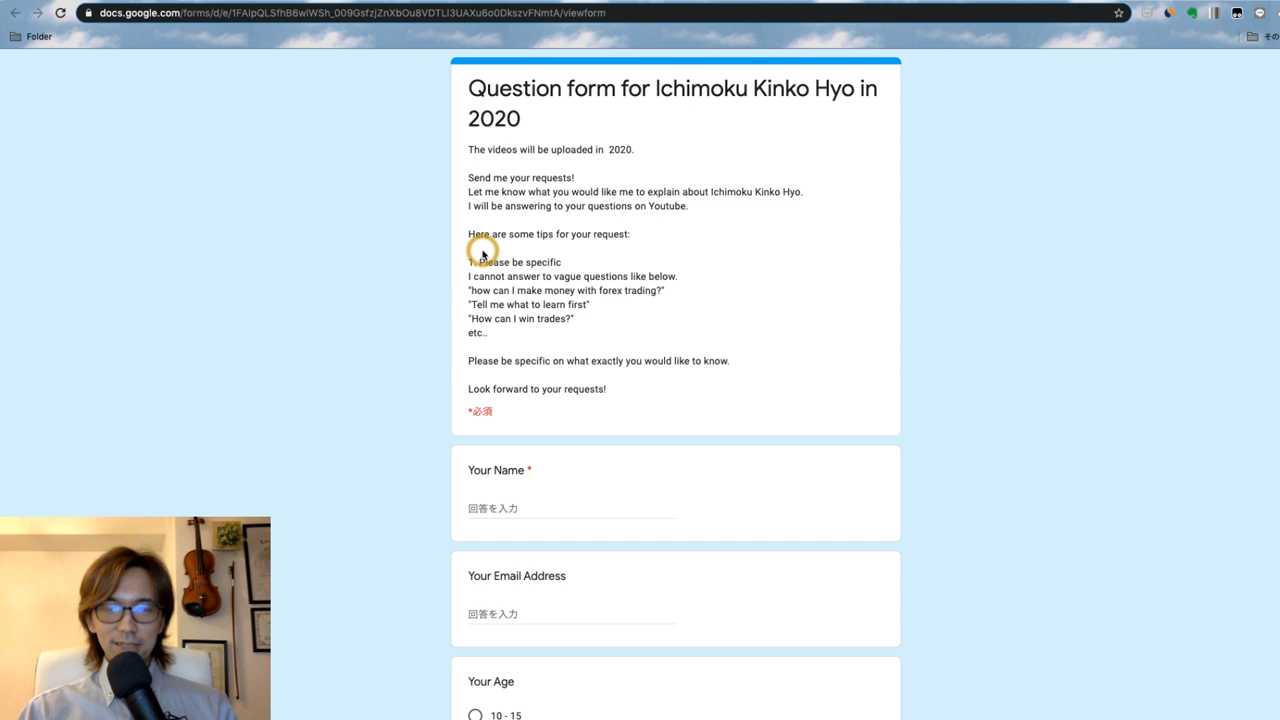 docs.google.com/forms/d/e/1FAIpQLSfhB6wlWSh_009GsfzjZnXbOu8VDTLI3UAXu6o0DkszvFNmtA/viewform
Folder
その
Question form for Ichimoku Kinko Hyo in
2020
The videos will be uploaded in 2020.
Send me your requests!
Let me know what you would like me to explain about Ichimoku Kinko Hyo.
I will be answering to your questions on Youtube.
Here are some tips for your request:
1. Please be specific
I cannot answer to vague questions like below.
"how can I make money with forex trading?"
"Tell me what to learn first"
"How can I win trades?"
etc..
Please be specific on what exactly you would like to know.
Look forward to your requests!
*必須
Your Name *
回答を入力
Your Email Address
回答を入力
Your Age
10 - 15